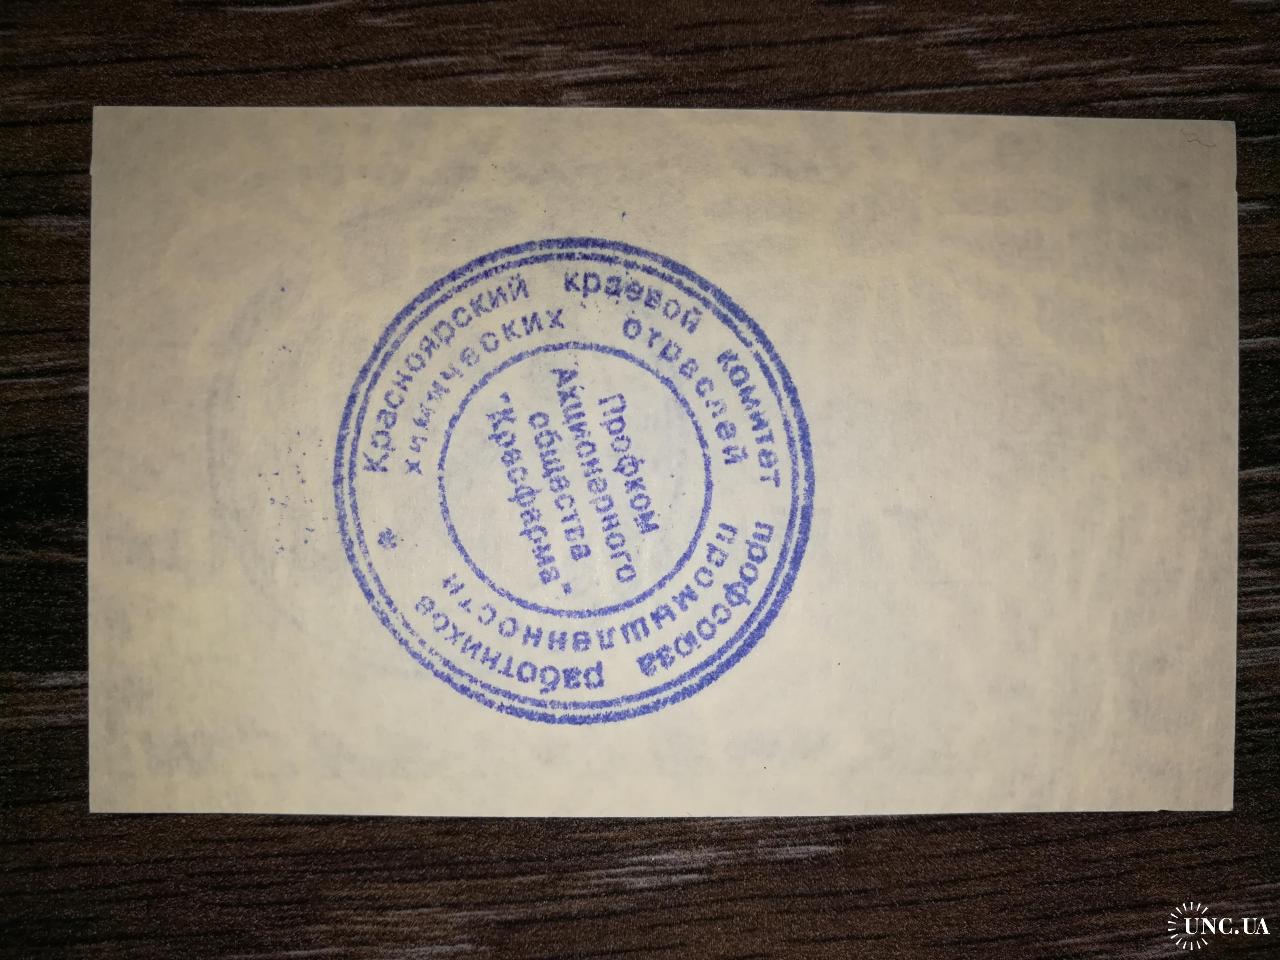 Красноярский краевой комитет профсоюза работников
химических отраслей промышленности
Профком
Акционерного
общества
"Красфарма"
UNC.UA